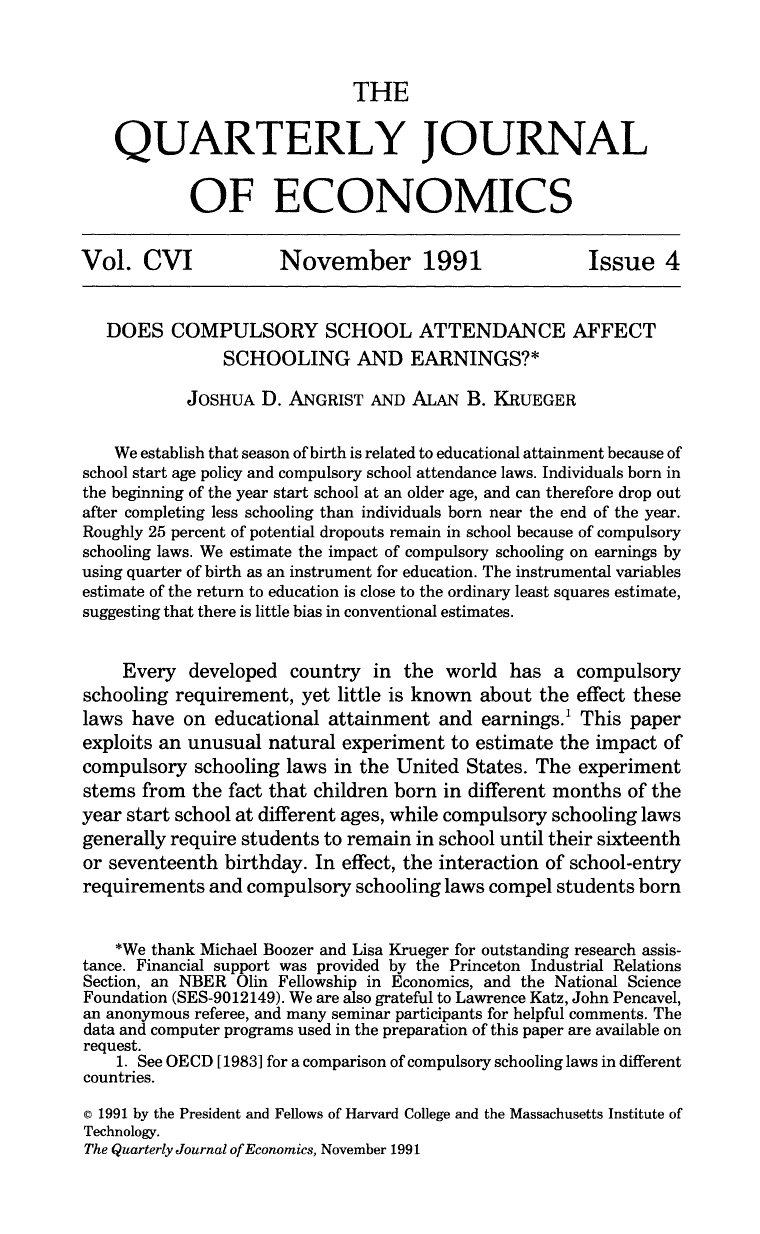 THE
QUARTERLY JOURNAL
OF ECONOMICS
Vol. CVI November 1991 Issue 4
DOES COMPULSORY SCHOOL ATTENDANCE AFFECT
SCHOOLING AND EARNINGS?*
JOSHUA D. ANGRIST AND ALAN B. KRUEGER
We establish that season of birth is related to educational attainment because of
school start age policy and compulsory school attendance laws. Individuals born in
the beginning of the year start school at an older age, and can therefore drop out
after completing less schooling than individuals born near the end of the year.
Roughly 25 percent of potential dropouts remain in school because of compulsory
schooling laws. We estimate the impact of compulsory schooling on earnings by
using quarter of birth as an instrument for education. The instrumental variables
estimate of the return to education is close to the ordinary least squares estimate,
suggesting that there is little bias in conventional estimates.
Every developed country in the world has a compulsory
schooling requirement, yet little is known about the effect these
laws have on educational attainment and earnings.¹ This paper
exploits an unusual natural experiment to estimate the impact of
compulsory schooling laws in the United States. The experiment
stems from the fact that children born in different months of the
year start school at different ages, while compulsory schooling laws
generally require students to remain in school until their sixteenth
or seventeenth birthday. In effect, the interaction of school-entry
requirements and compulsory schooling laws compel students born
*We thank Michael Boozer and Lisa Krueger for outstanding research assis-
tance. Financial support was provided by the Princeton Industrial Relations
Section, an NBER Olin Fellowship in Economics, and the National Science
Foundation (SES-9012149). We are also grateful to Lawrence Katz, John Pencavel,
an anonymous referee, and many seminar participants for helpful comments. The
data and computer programs used in the preparation of this paper are available on
request.
1. See OECD [1983] for a comparison of compulsory schooling laws in different
countries.
© 1991 by the President and Fellows of Harvard College and the Massachusetts Institute of
Technology.
The Quarterly Journal of Economics, November 1991